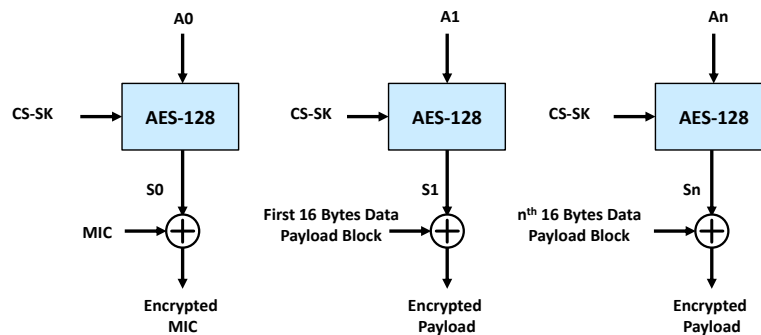 A0
A1
An
CS-SK
AES-128
CS-SK
AES-128
CS-SK
AES-128
S0
S1
Sn
MIC
First 16 Bytes Data
Payload Block
nth 16 Bytes Data
Payload Block
Encrypted
MIC
Encrypted
Payload
Encrypted
Payload